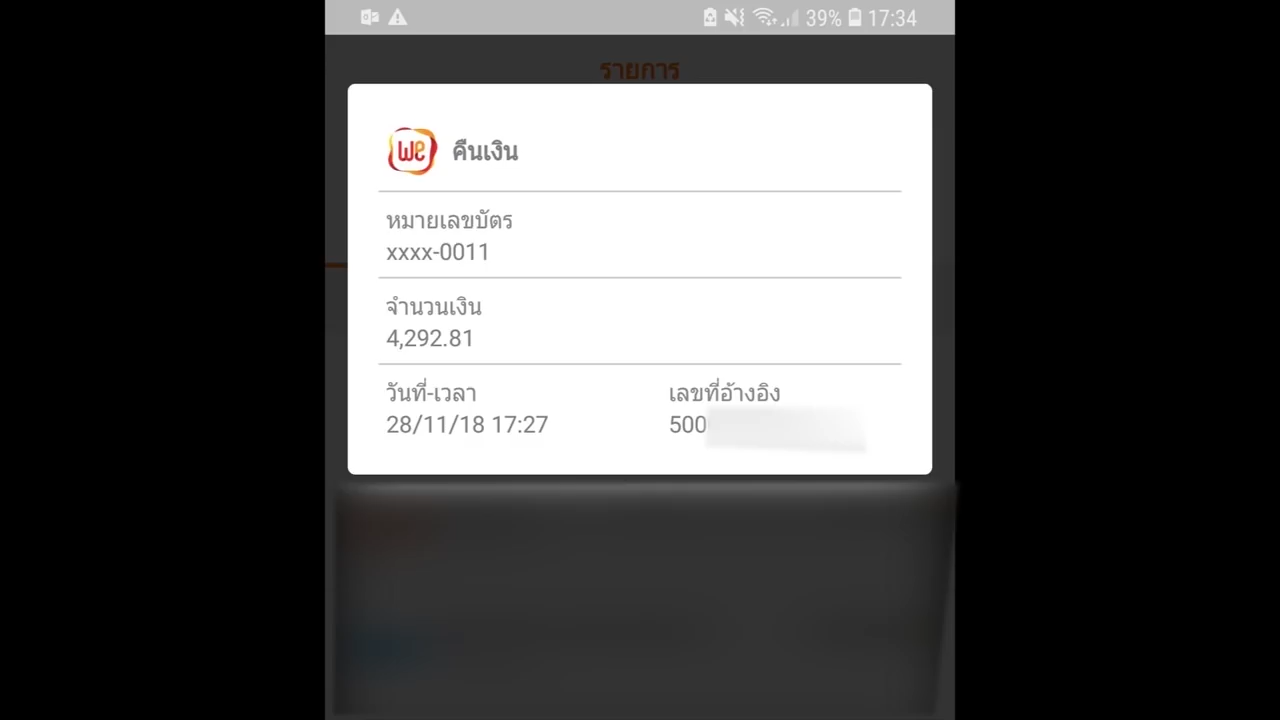 39% 17:34
รายการ
we คืนเงิน
หมายเลขบัตร
xxxx-0011
จำนวนเงิน
4,292.81
วันที่-เวลา เลขที่อ้างอิง
28/11/18 17:27 500